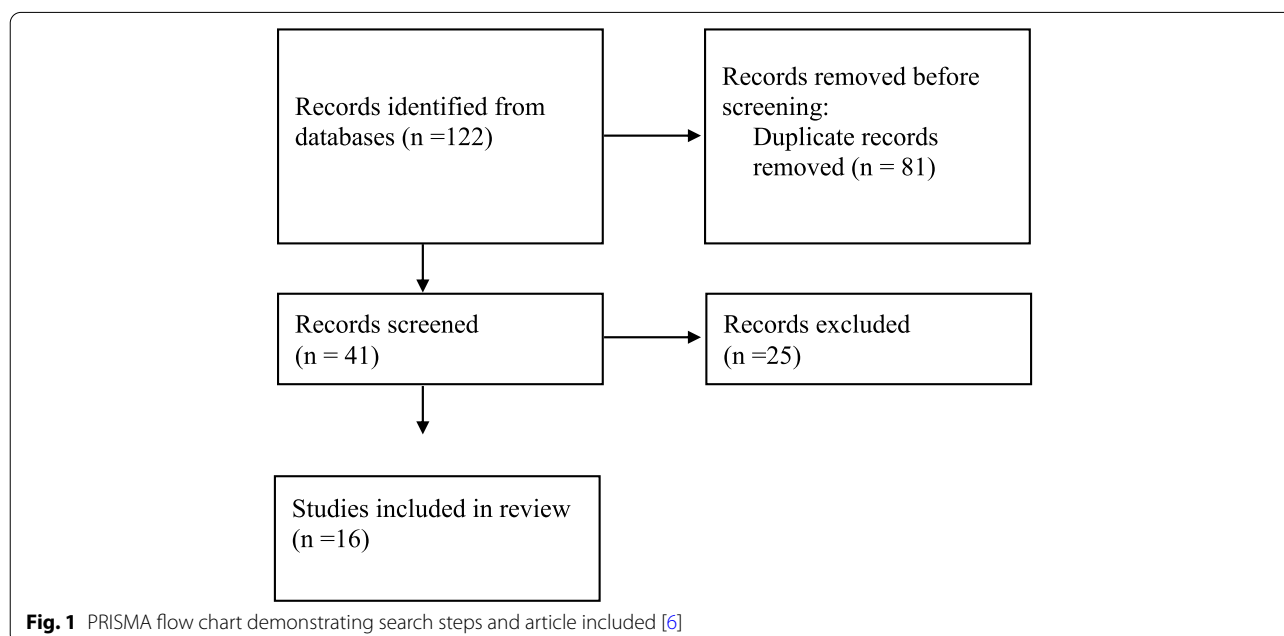 Records identified from
databases (n =122)
Records removed before
screening:
Duplicate records
removed (n = 81)
Records screened
(n = 41)
Records excluded
(n =25)
Studies included in review
(n =16)
Fig. 1 PRISMA flow chart demonstrating search steps and article included [6]